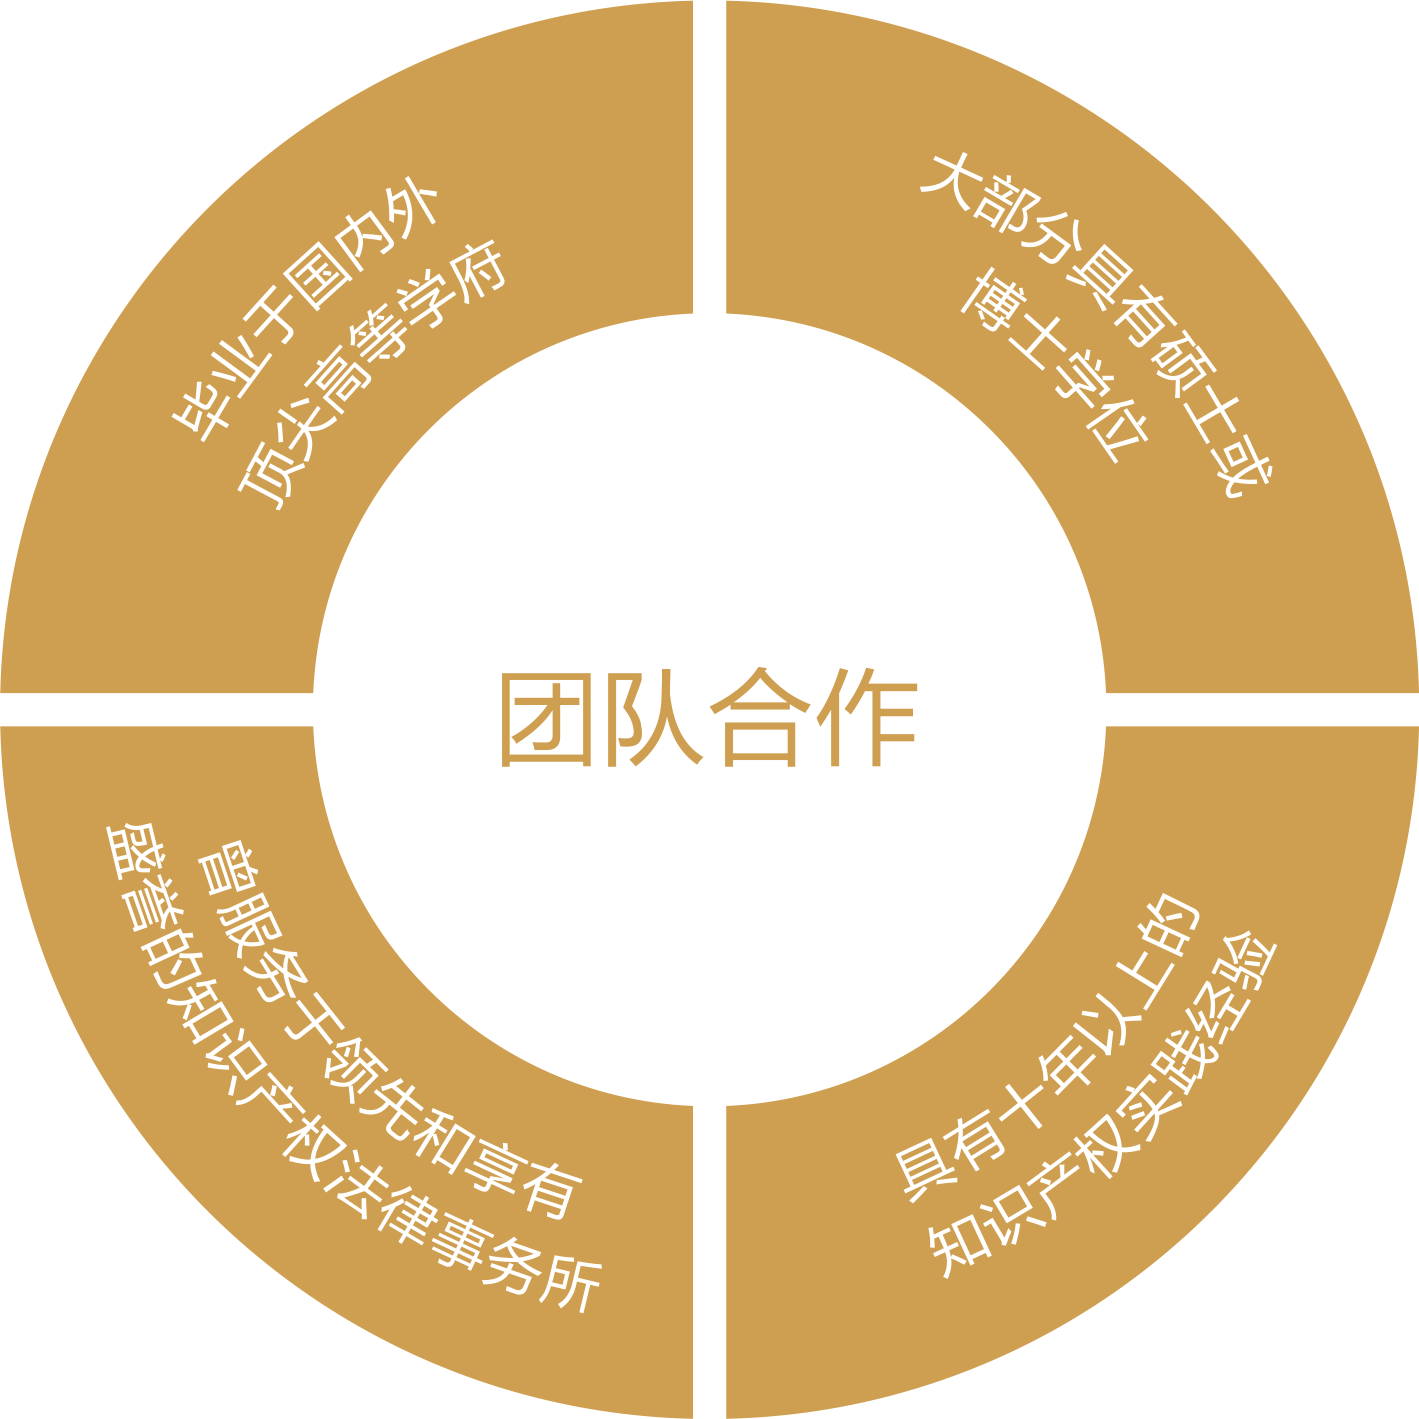 毕业于国内外
顶尖高等学府
大部分具有硕士或
博士学位
团队合作
曾服务于领先和享有
盛誉的知识产权法律事务所
具有十年以上的
知识产权实践经验